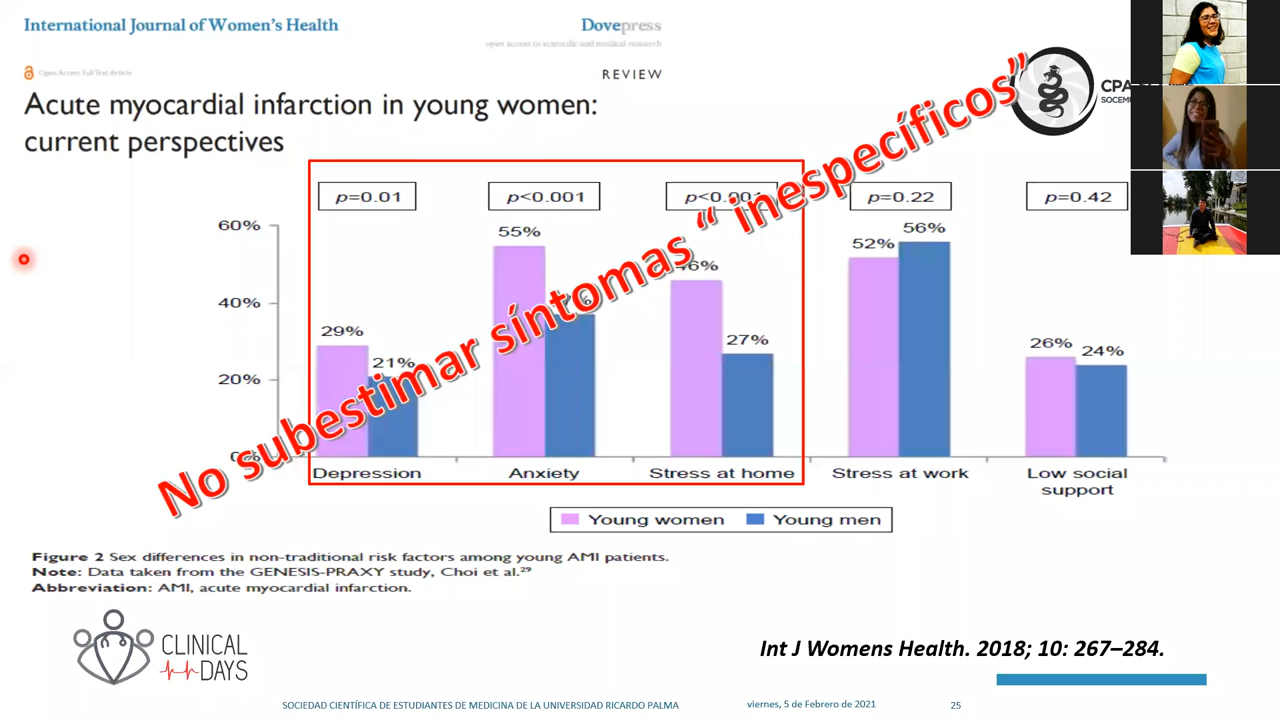 International Journal of Women's Health
Dovepress
open access to scientific and medical research
Open Access Full Text Article
REVIEW
Acute myocardial infarction in young women:
current perspectives
CPA
SOCEMU
p=0.01
p<0.001
p<0.001
p=0.22
p=0.42
No subestimar síntomas “ inespecíficos”
60%
40%
20%
0%
29%
21%
55%
46%
27%
52%
56%
26%
24%
Depression
Anxiety
Stress at home
Stress at work
Low social
support
Young women
Young men
Figure 2 Sex differences in non-traditional risk factors among young AMI patients.
Note: Data taken from the GENESIS-PRAXY study, Choi et al.²⁹
Abbreviation: AMI, acute myocardial infarction.
CLINICAL
DAYS
Int J Womens Health. 2018; 10: 267–284.
SOCIEDAD CIENTÍFICA DE ESTUDIANTES DE MEDICINA DE LA UNIVERSIDAD RICARDO PALMA
viernes, 5 de Febrero de 2021
25